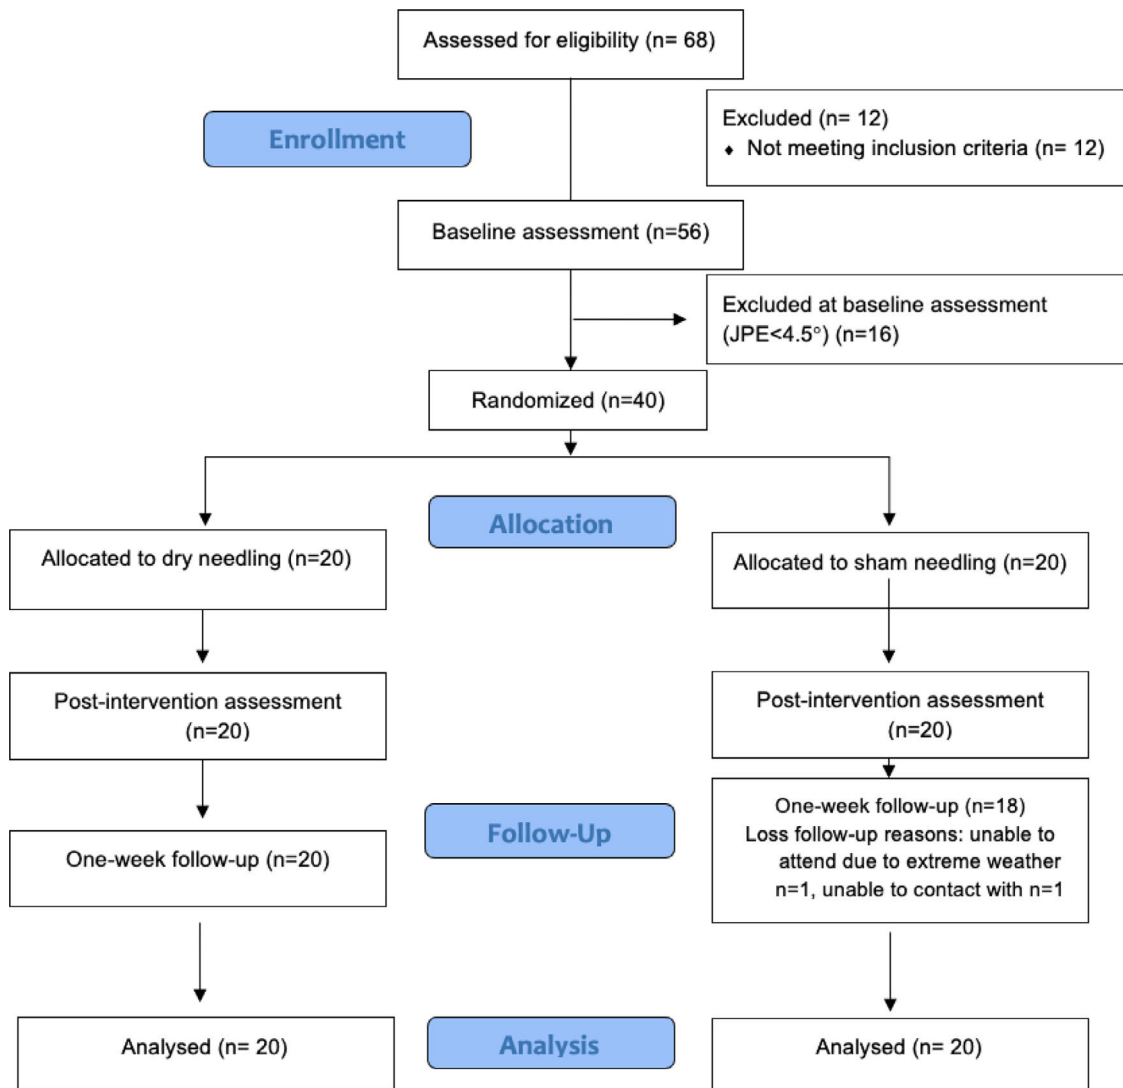 Assessed for eligibility (n= 68)
Enrollment
Excluded (n= 12)
♦ Not meeting inclusion criteria (n= 12)
Baseline assessment (n=56)
Excluded at baseline assessment
(JPE<4.5°) (n=16)
Randomized (n=40)
Allocation
Allocated to dry needling (n=20)
Allocated to sham needling (n=20)
Post-intervention assessment
(n=20)
Post-intervention assessment
(n=20)
Follow-Up
One-week follow-up (n=20)
One-week follow-up (n=18)
Loss follow-up reasons: unable to
attend due to extreme weather
n=1, unable to contact with n=1
Analysed (n= 20)
Analysis
Analysed (n= 20)